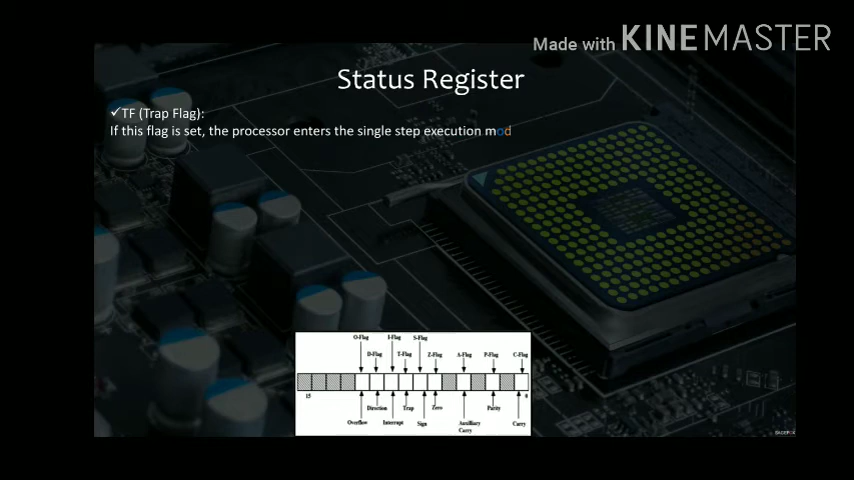 Made with KINEMASTER
Status Register
✓TF (Trap Flag):
If this flag is set, the processor enters the single step execution mod
O-Flag I-Flag S-Flag
D-Flag T-Flag Z-Flag A-Flag P-Flag C-Flag
15 0
Direction Trap Zero Parity
Overflow Interrupt Sign Auxiliary Carry
Carry